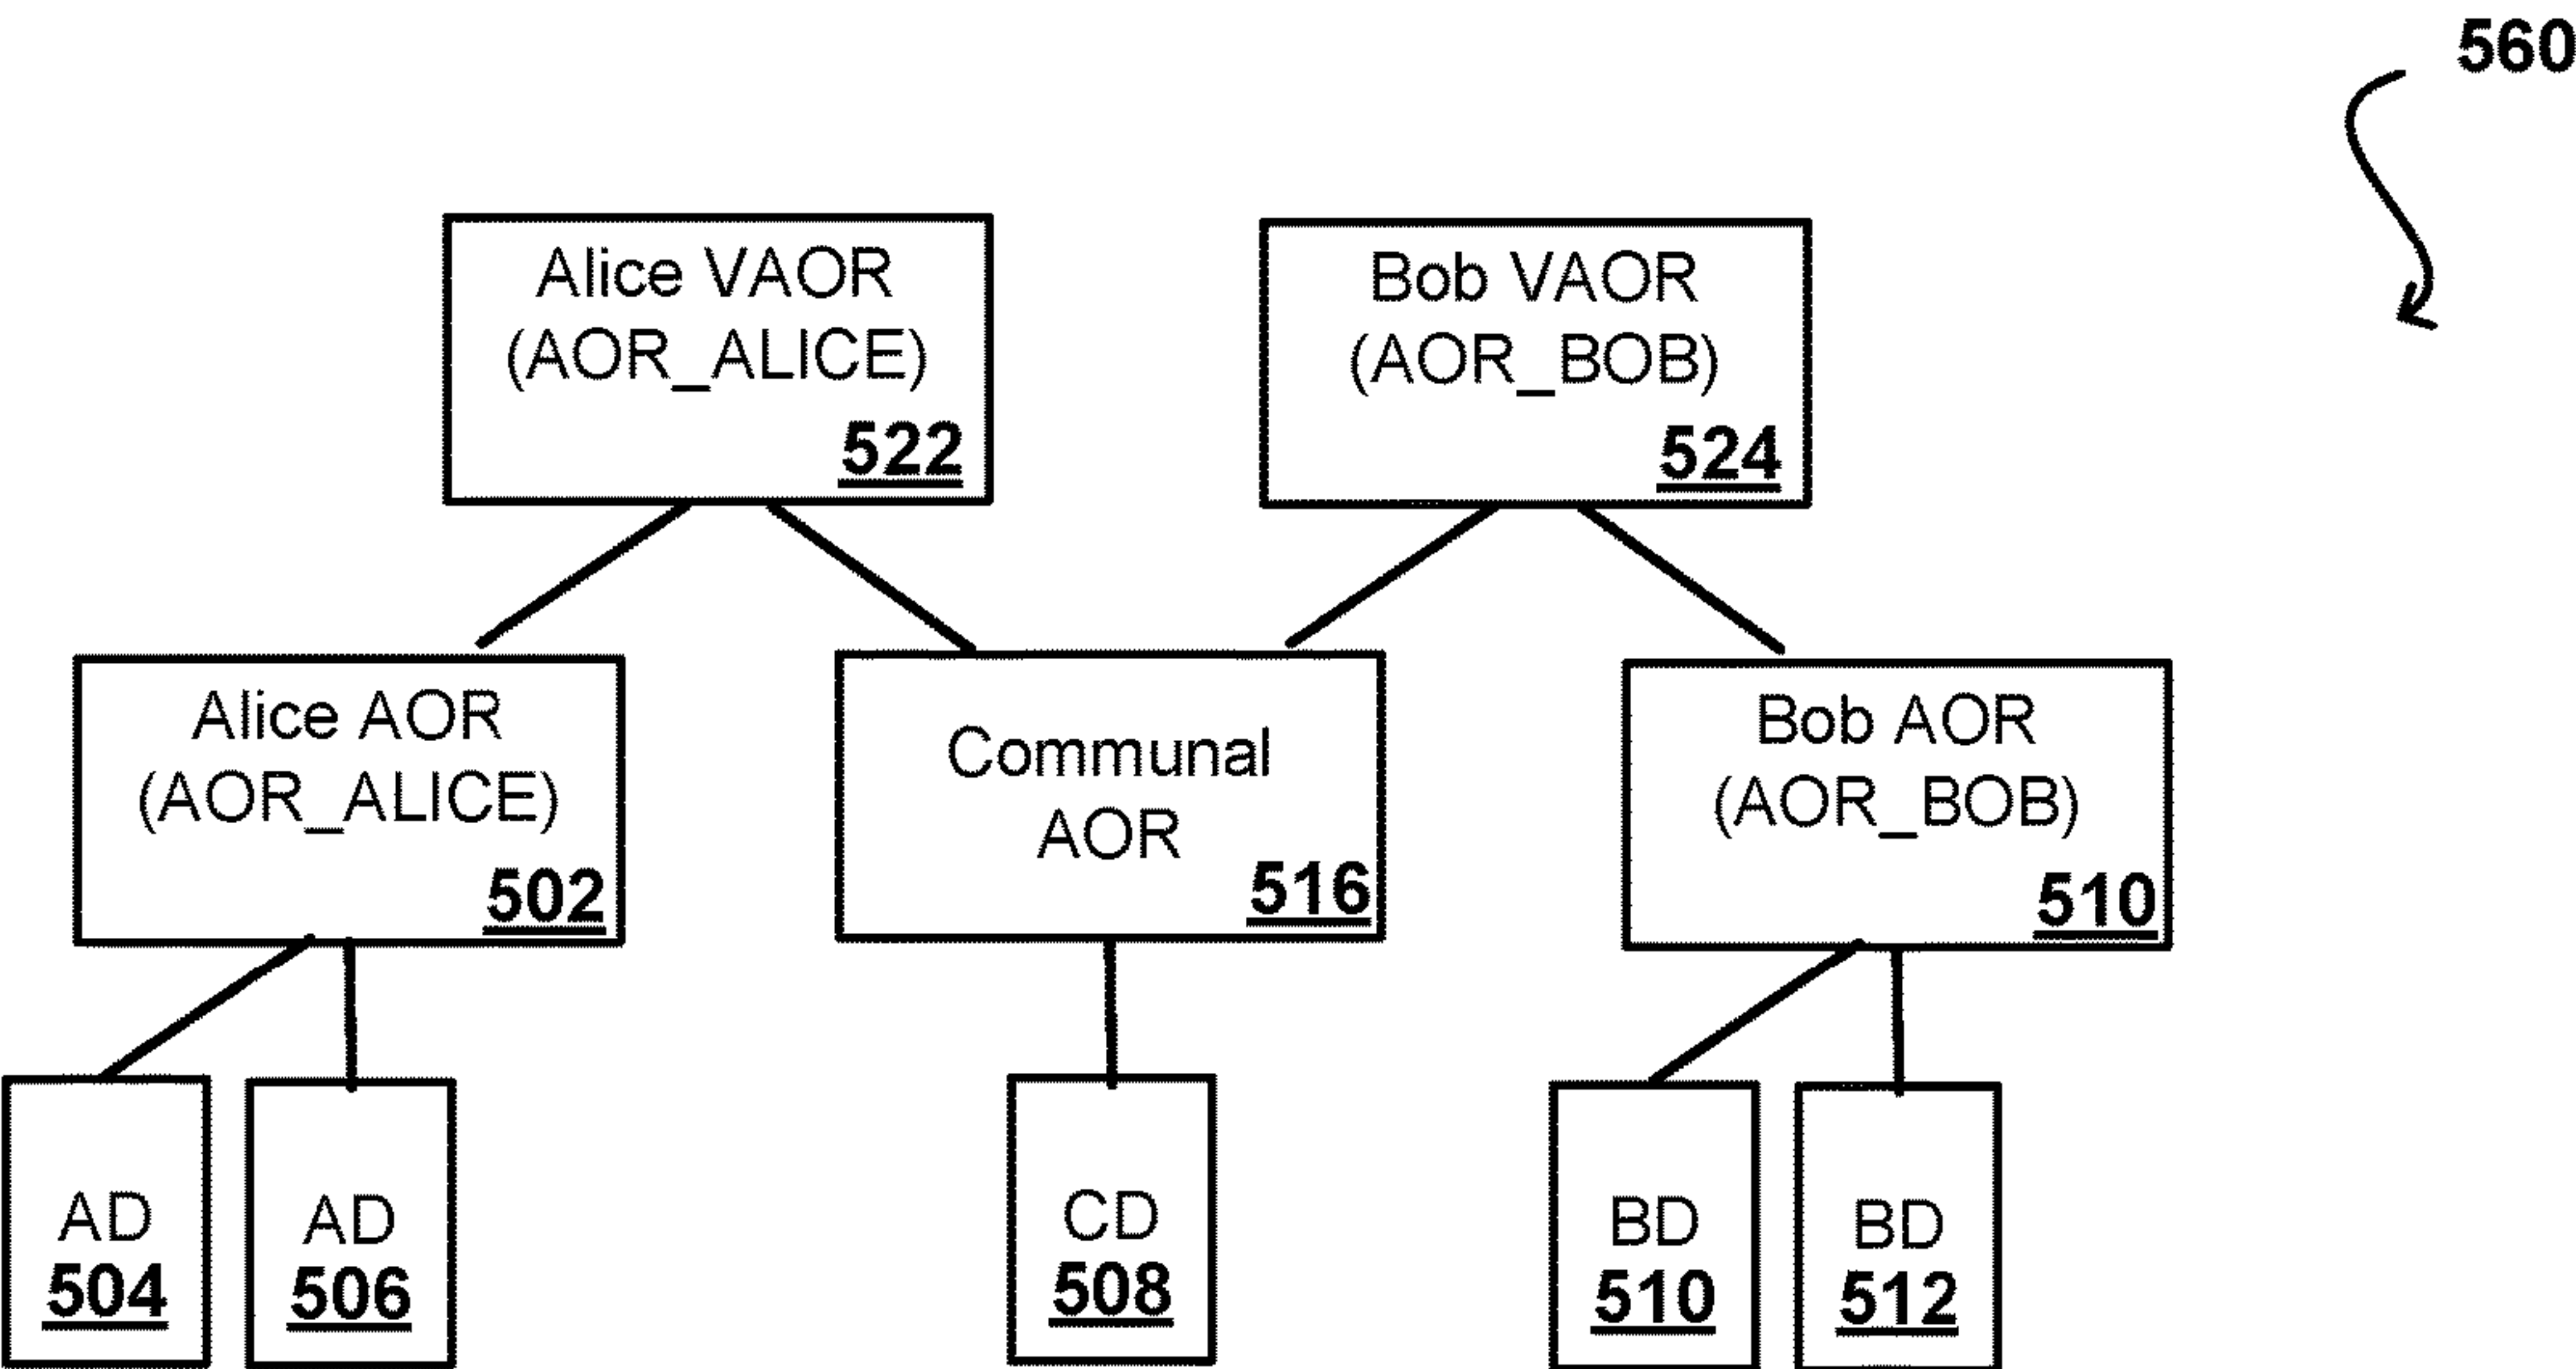 560
Alice VAOR
(AOR_ALICE)
522
Bob VAOR
(AOR_BOB)
524
Alice AOR
(AOR_ALICE)
502
Communal
AOR
516
Bob AOR
(AOR_BOB)
510
AD
504
AD
506
CD
508
BD
510
BD
512